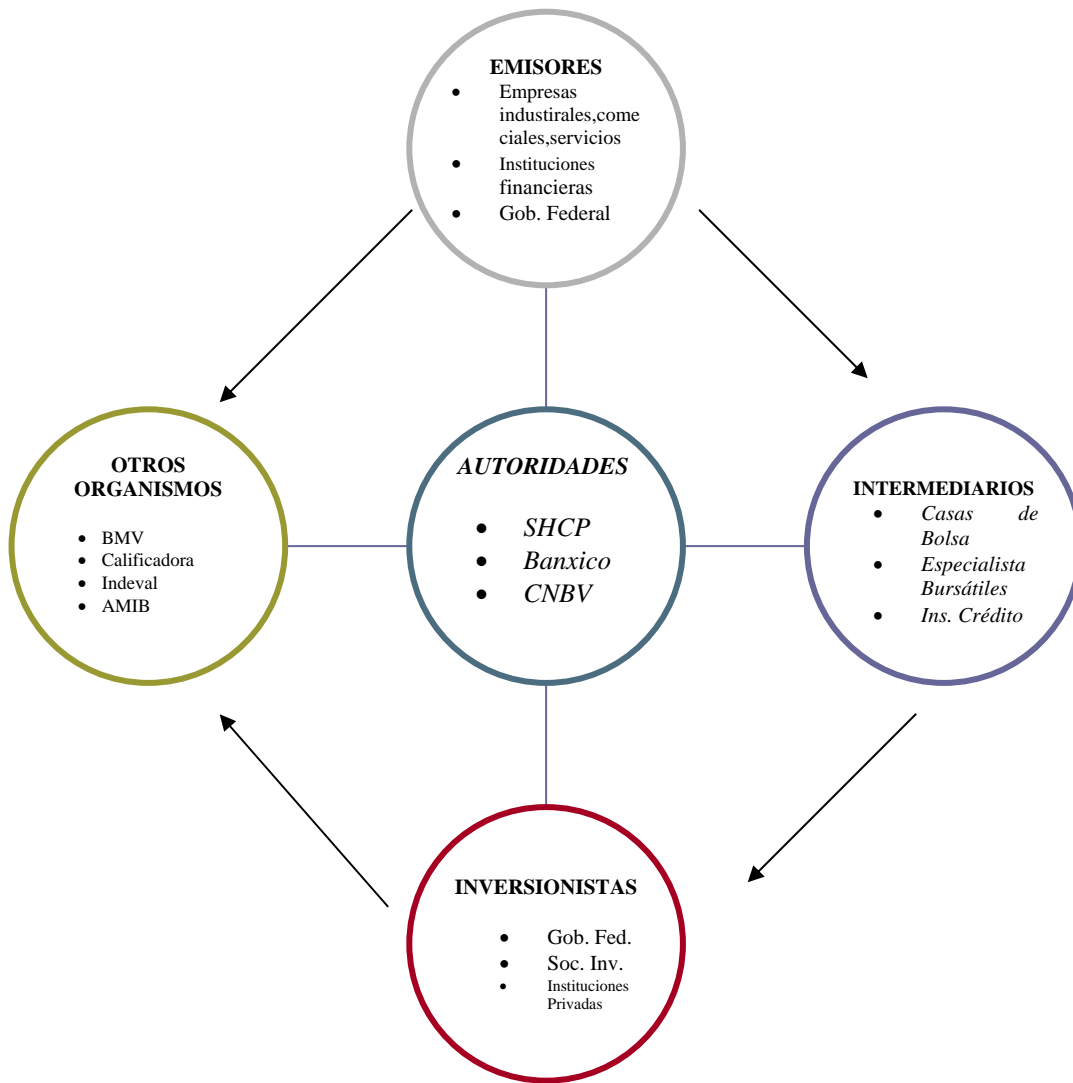 EMISORES
• Empresas
industirales,come
ciales,servicios
• Instituciones
financieras
• Gob. Federal
OTROS
ORGANISMOS
• BMV
• Calificadora
• Indeval
• AMIB
AUTORIDADES
• SHCP
• Banxico
• CNBV
INTERMEDIARIOS
• Casas de
Bolsa
• Especialista
Bursátiles
• Ins. Crédito
INVERSIONISTAS
• Gob. Fed.
• Soc. Inv.
• Instituciones
Privadas